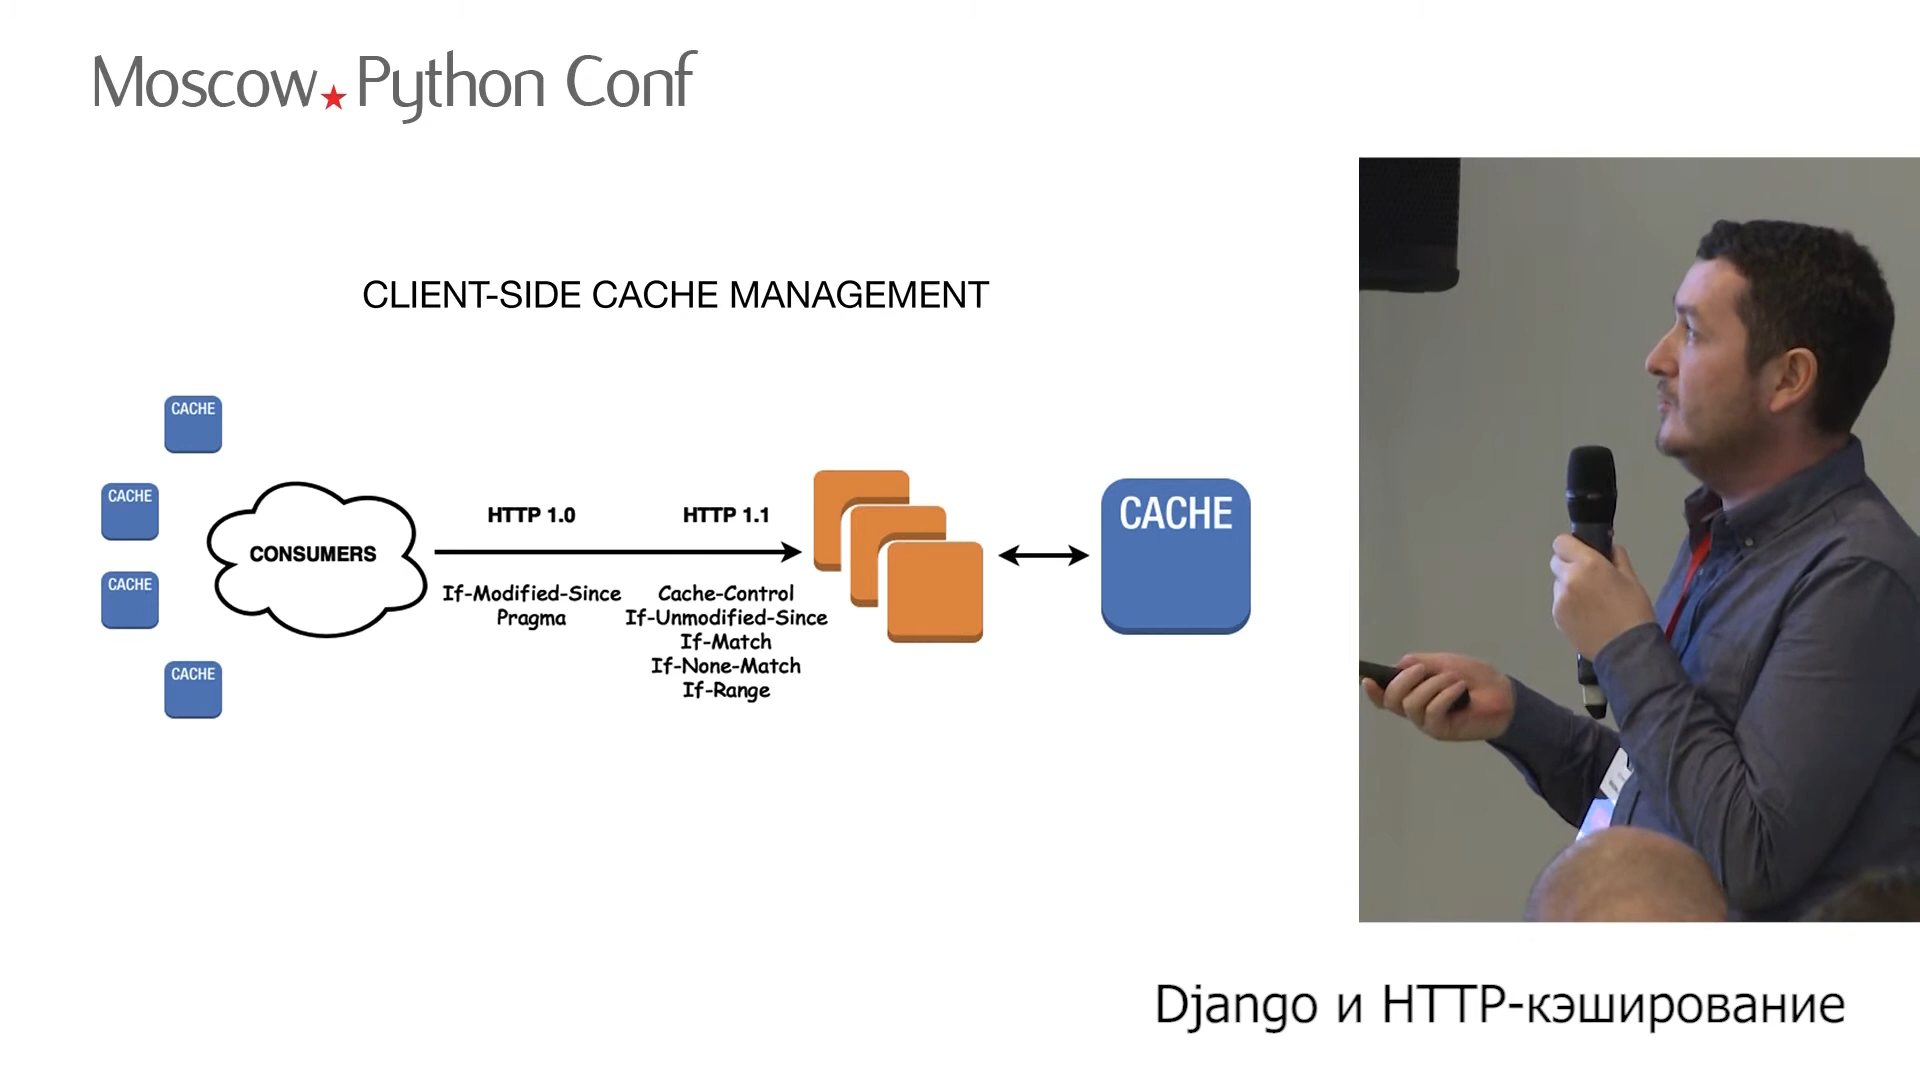 Moscow Python Conf
CLIENT-SIDE CACHE MANAGEMENT
CACHE
CACHE
CACHE
CACHE
CONSUMERS
HTTP 1.0
If-Modified-Since
Pragma
HTTP 1.1
Cache-Control
If-Unmodified-Since
If-Match
If-None-Match
If-Range
CACHE
Django и HTTP-кэширование